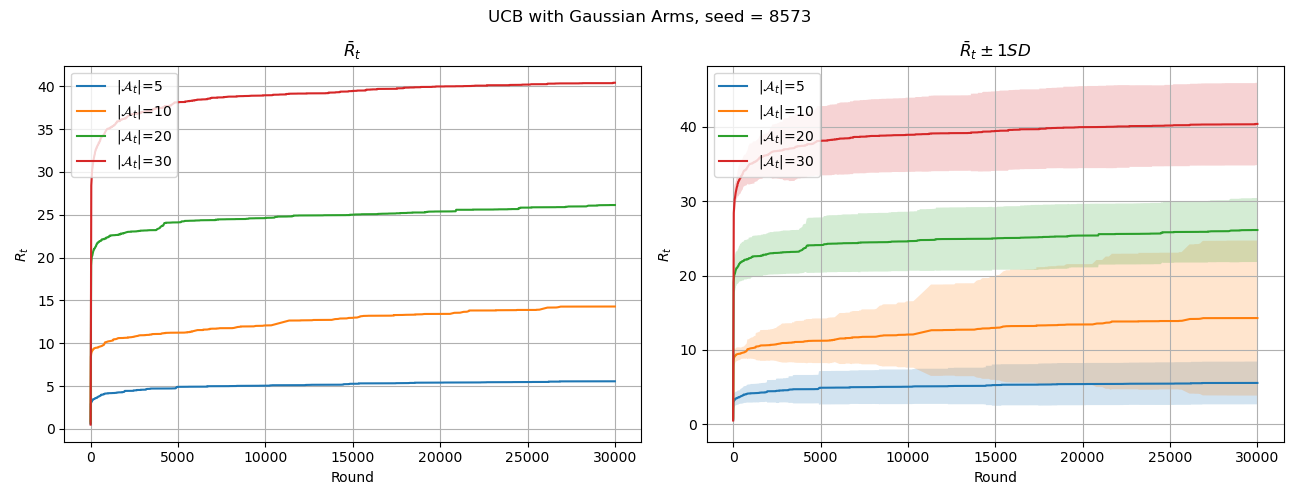 UCB with Gaussian Arms, seed = 8573
R̄ₜ
|𝒜ₜ|=5
|𝒜ₜ|=10
|𝒜ₜ|=20
|𝒜ₜ|=30
40
35
30
25
20
15
10
5
0
Rₜ
0 5000 10000 15000 20000 25000 30000
Round
R̄ₜ ± 1SD
|𝒜ₜ|=5
|𝒜ₜ|=10
|𝒜ₜ|=20
|𝒜ₜ|=30
40
30
20
10
0
Rₜ
0 5000 10000 15000 20000 25000 30000
Round